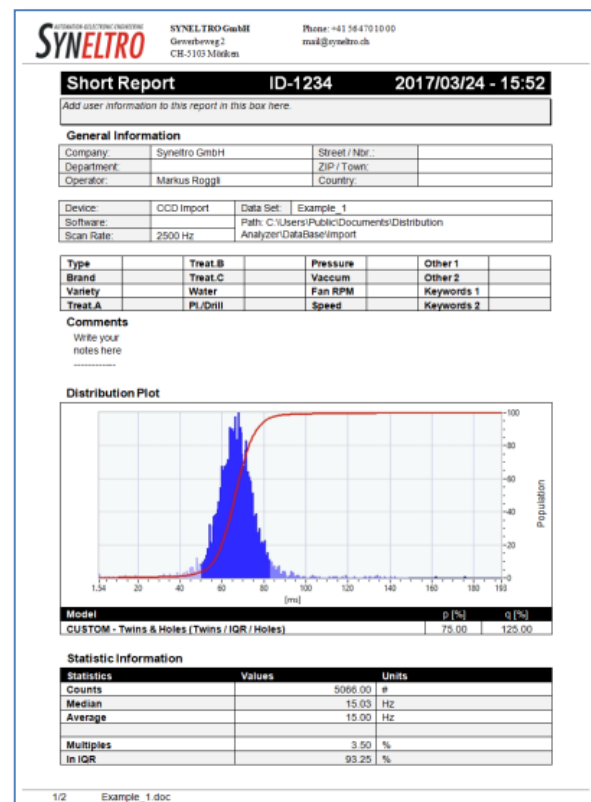 AUTOMATION-ELECTRONIC-ENGINEERING
SYNELTRO
SYNELTRO GmbH
Gewerbeweg 2
CH-5103 Möriken
Phone: +41 56 470 10 00
mail@syneltro.ch
Short Report ID-1234 2017/03/24 - 15:52
Add user information to this report in this box here.
General Information
Company: Syneltro GmbH Street / Nbr.:
Department: ZIP / Town:
Operator: Markus Roggli Country:
Device: CCD Import Data Set: Example_1
Software: Path: C:\Users\Public\Documents\Distribution
Scan Rate: 2500 Hz Analyzer\DataBase\Import
Type Treat.B Pressure Other 1
Brand Treat.C Vaccum Other 2
Variety Water Fan RPM Keywords 1
Treat.A Pl./Drill Speed Keywords 2
Comments
Write your
notes here
------------
Distribution Plot
100
80
60
40
20
0
Population
1.54 20 40 60 80 100 120 140 160 180 193
[ms]
Model p [%] q [%]
CUSTOM - Twins & Holes (Twins / IQR / Holes) 75.00 125.00
Statistic Information
Statistics Values Units
Counts 5066.00 #
Median 15.03 Hz
Average 15.00 Hz
Multiples 3.50 %
In IQR 93.25 %
1/2 Example_1.doc